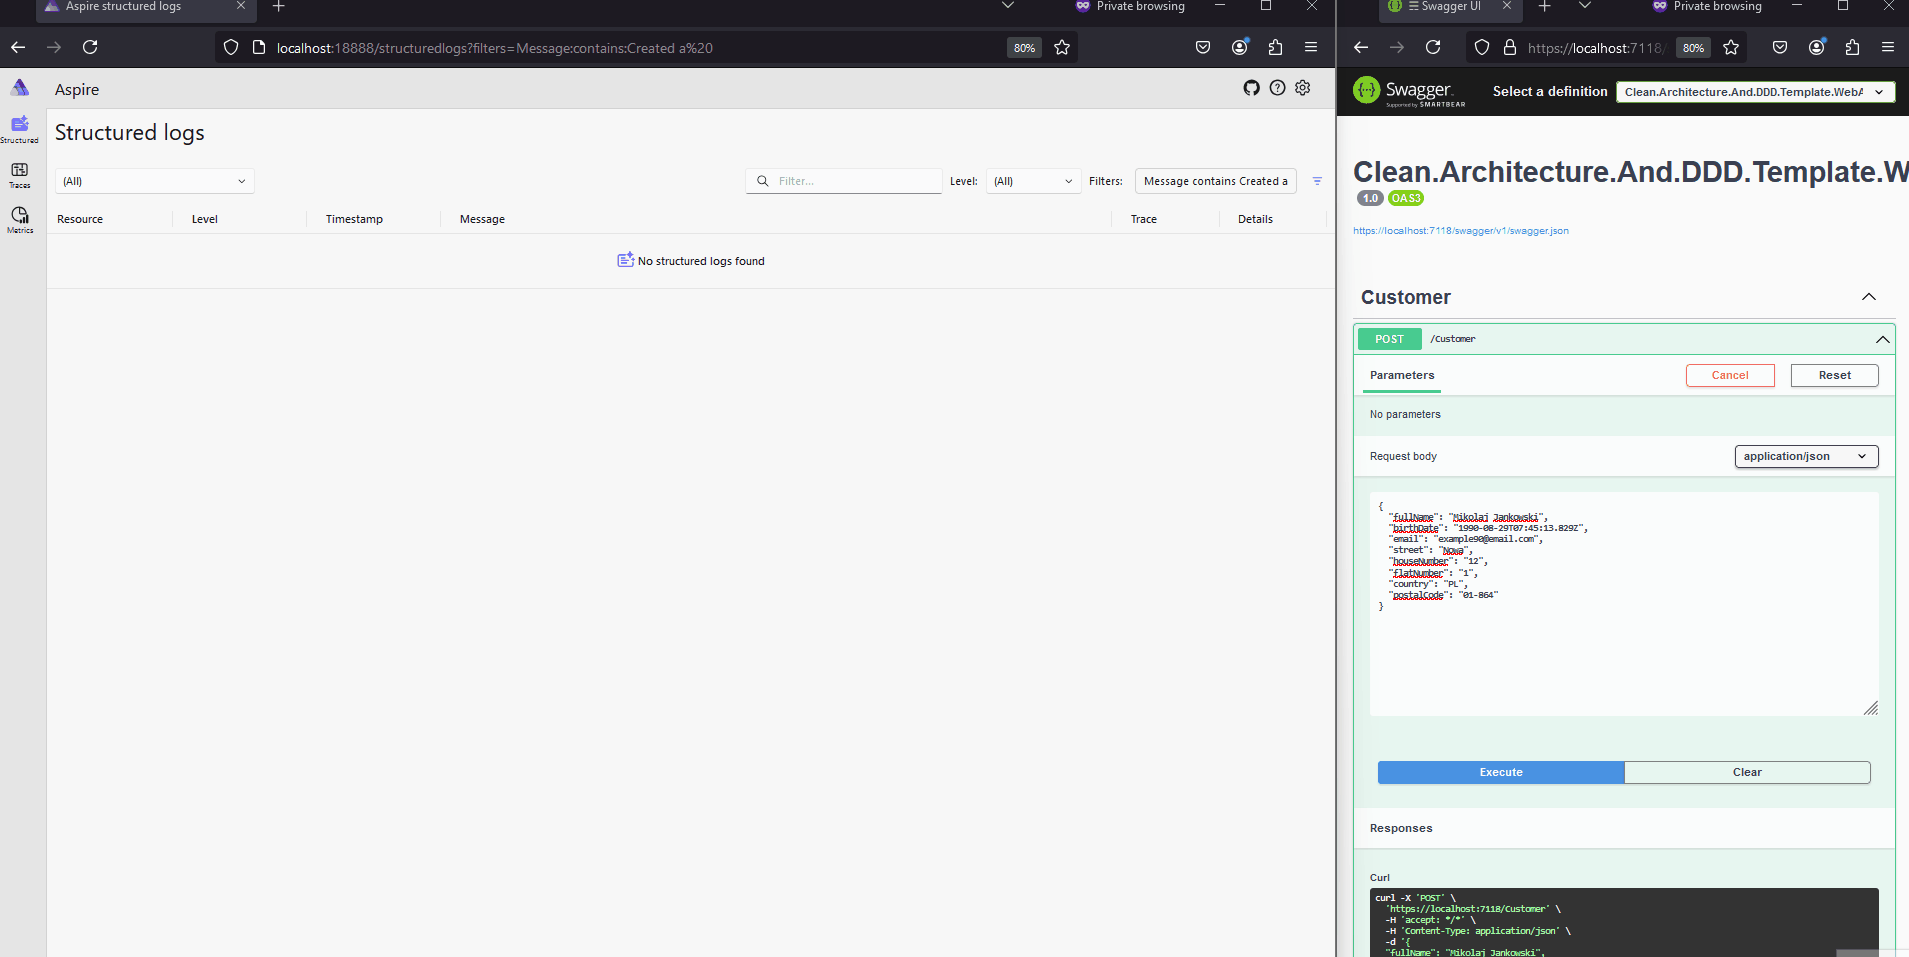 Aspire structured logs
Private browsing
localhost:18888/structuredlogs?filters=Message:contains:Created a%20
80%
Aspire
Structured
Traces
Metrics
Structured logs
(All)
Filter...
Level:
(All)
Filters:
Message contains Created a
Resource
Level
Timestamp
Message
Trace
Details
No structured logs found
Swagger UI
Private browsing
https://localhost:7118/
80%
Swagger
Supported by SMARTBEAR
Select a definition
Clean.Architecture.And.DDD.Template.WebA
Clean.Architecture.And.DDD.Template.W
1.0
OAS3
https://localhost:7118/swagger/v1/swagger.json
Customer
POST
/Customer
Parameters
Cancel
Reset
No parameters
Request body
application/json
{
"fullName": "Mikolaj Jankowski",
"birthDate": "1990-08-29T07:45:13.829Z",
"email": "example90@email.com",
"street": "Nowa",
"houseNumber": "12",
"flatNumber": "1",
"country": "PL",
"postalCode": "01-864"
}
Execute
Clear
Responses
Curl
curl -X 'POST' \
'https://localhost:7118/Customer' \
-H 'accept: */*' \
-H 'Content-Type: application/json' \
-d '{
"fullName": "Mikolaj Jankowski",